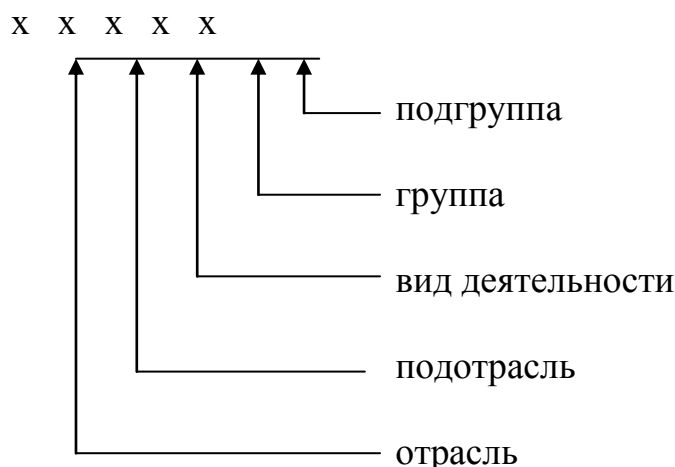 х х х х х
подгруппа
группа
вид деятельности
подотрасль
отрасль